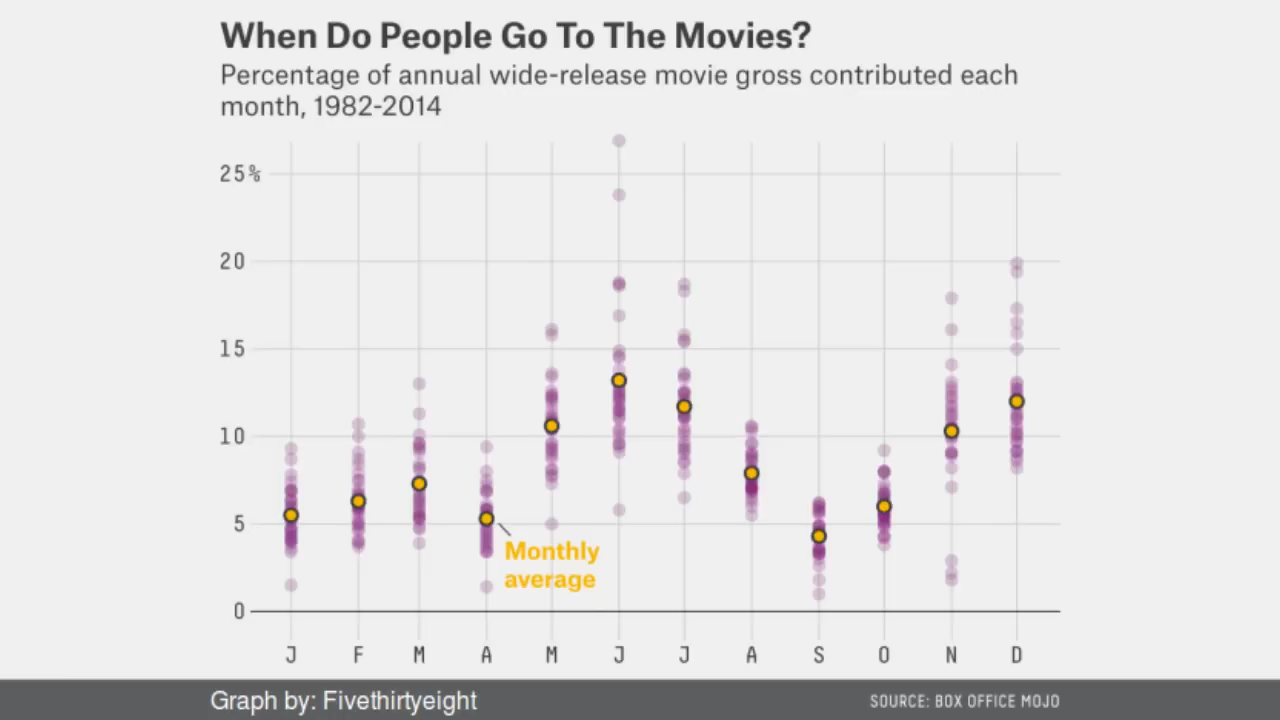 When Do People Go To The Movies?
Percentage of annual wide-release movie gross contributed each
month, 1982-2014
25%
20
15
10
5
Monthly
average
0
J F M A M J J A S O N D
Graph by: Fivethirtyeight SOURCE: BOX OFFICE MOJO